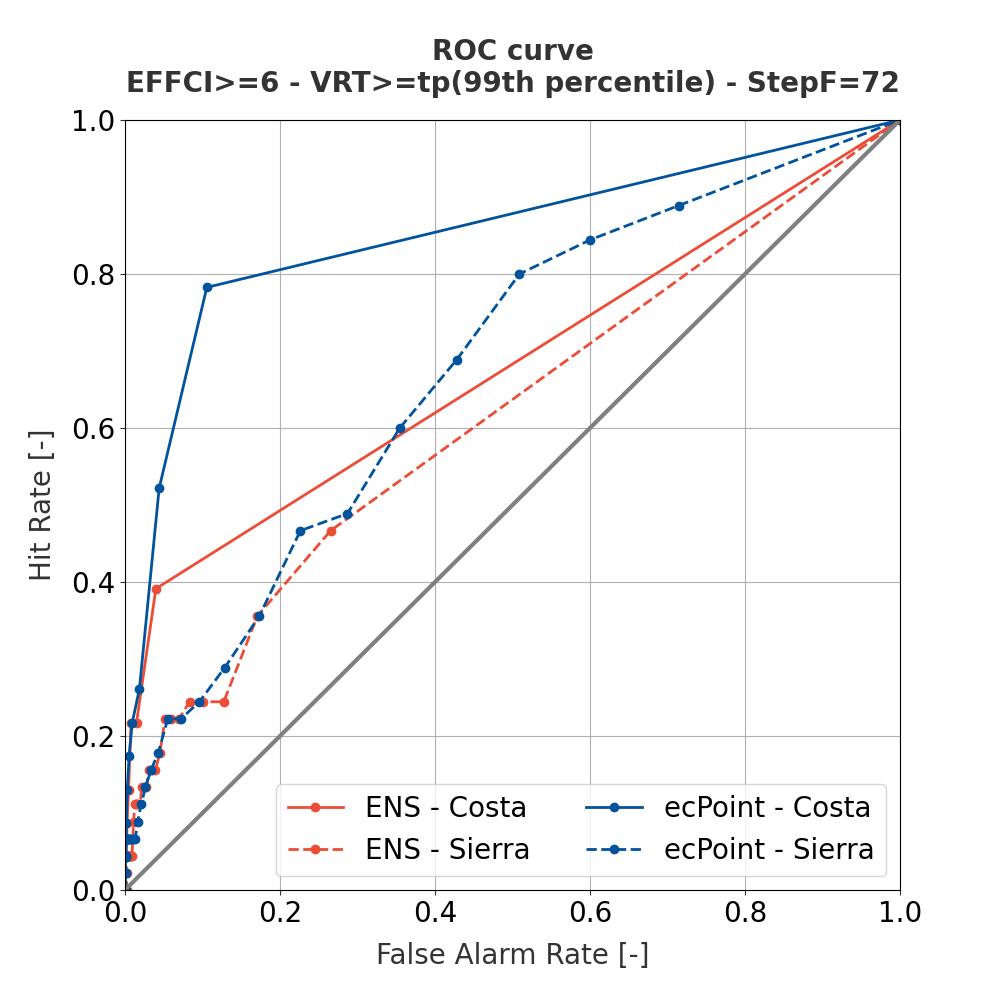 ROC curve
EFFCI>=6 - VRT>=tp(99th percentile) - StepF=72
1.0
0.8
0.6
0.4
0.2
0.0
Hit Rate [-]
ENS - Costa
ENS - Sierra
ecPoint - Costa
ecPoint - Sierra
0.0 0.2 0.4 0.6 0.8 1.0
False Alarm Rate [-]